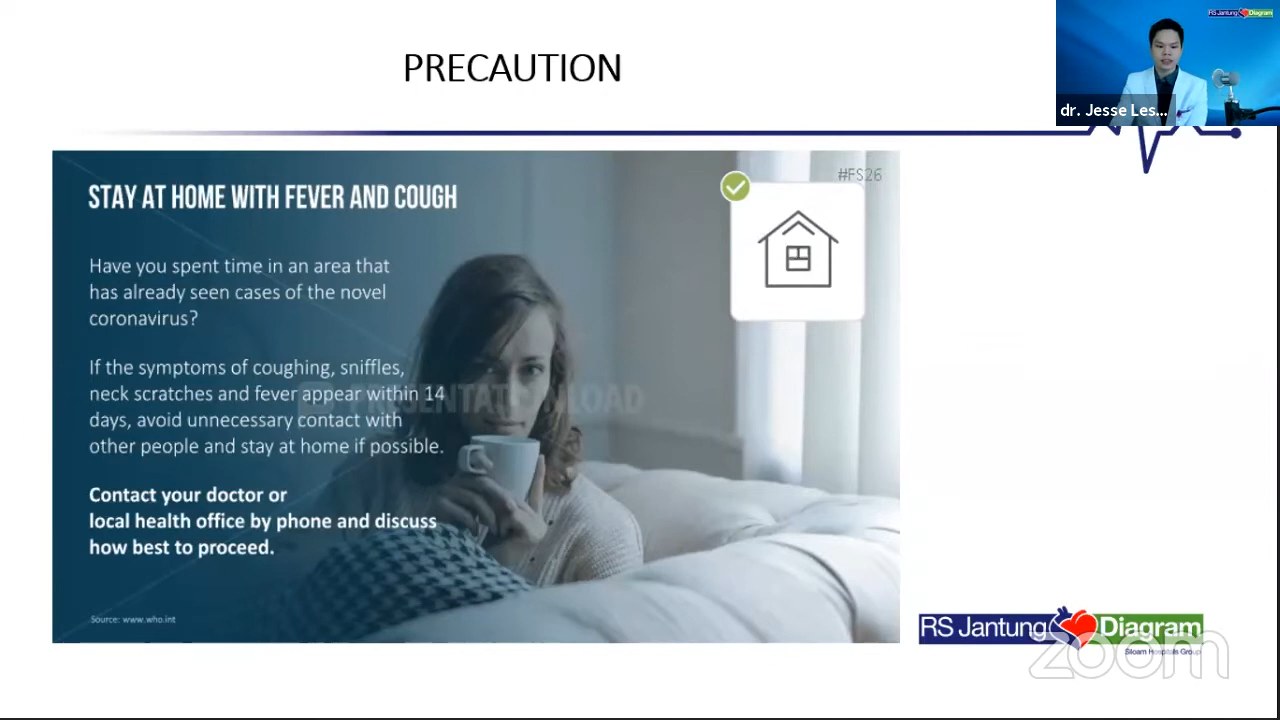 PRECAUTION
RS Jantung Diagram
dr. Jesse Les...
#FS26
STAY AT HOME WITH FEVER AND COUGH
Have you spent time in an area that
has already seen cases of the novel
coronavirus?
If the symptoms of coughing, sniffles,
neck scratches and fever appear within 14
days, avoid unnecessary contact with
other people and stay at home if possible.
Contact your doctor or
local health office by phone and discuss
how best to proceed.
Source: www.who.int
RS Jantung Diagram
Siloam Hospitals Group
zoom